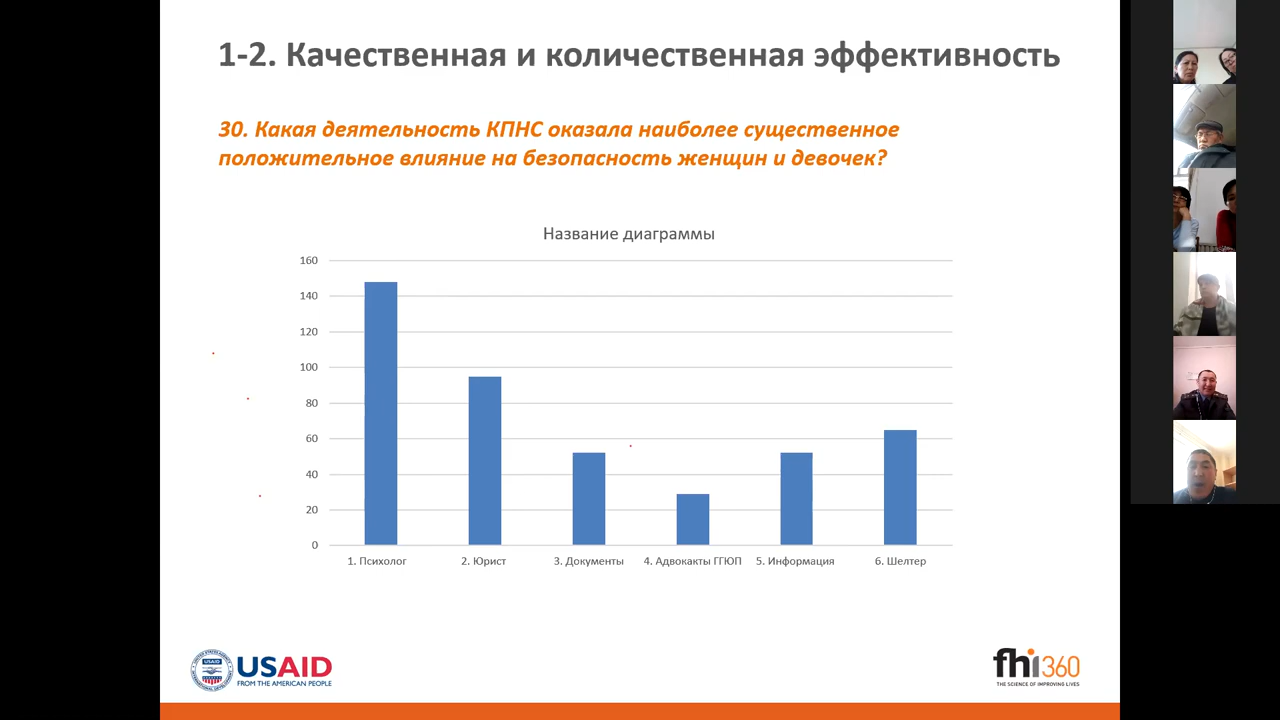 1-2. Качественная и количественная эффективность
30. Какая деятельность КПНС оказала наиболее существенное
положительное влияние на безопасность женщин и девочек?
Название диаграммы
160
140
120
100
80
60
40
20
0
1. Психолог
2. Юрист
3. Документы
4. Адвокакты ГГЮП
5. Информация
6. Шелтер
USAID
USAID
FROM THE AMERICAN PEOPLE
fhi360
THE SCIENCE OF IMPROVING LIVES